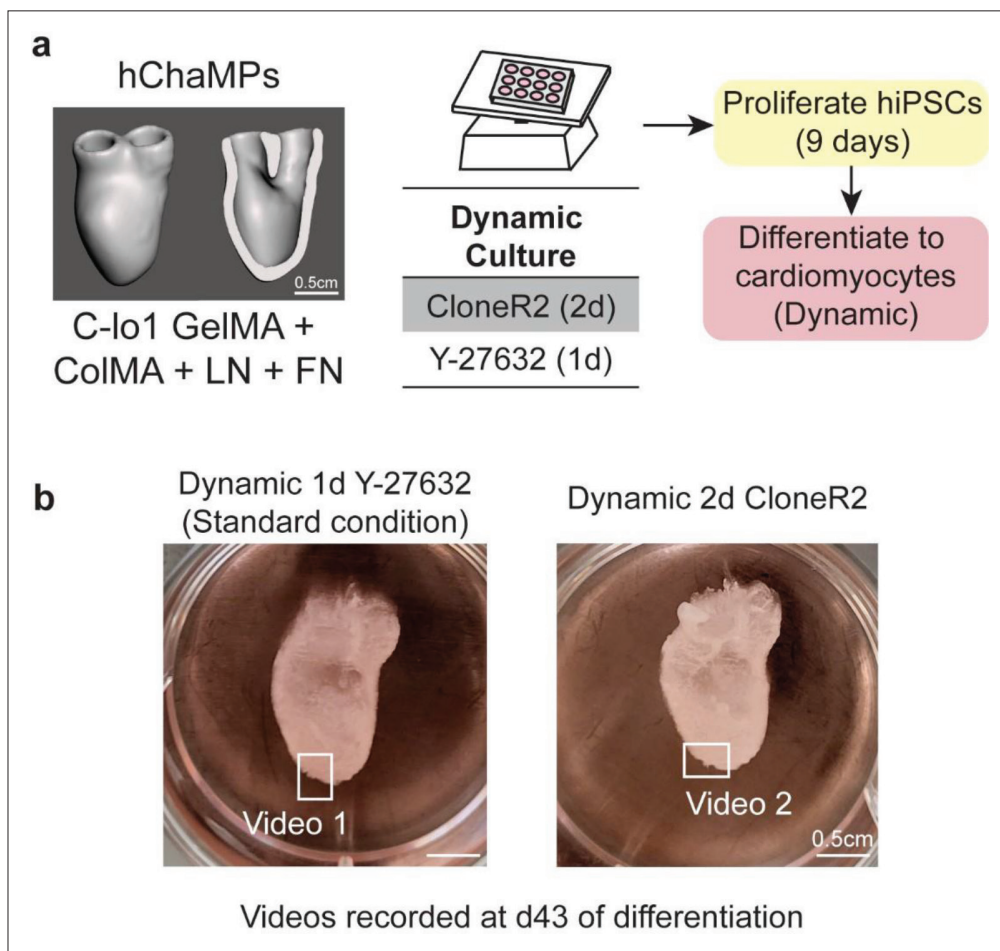 a
hChaMPs
0.5cm
C-lo1 GelMA +
ColMA + LN + FN
Dynamic
Culture
CloneR2 (2d)
Y-27632 (1d)
Proliferate hiPSCs
(9 days)
Differentiate to
cardiomyocytes
(Dynamic)
b
Dynamic 1d Y-27632
(Standard condition)
Video 1
Dynamic 2d CloneR2
Video 2
0.5cm
Videos recorded at d43 of differentiation